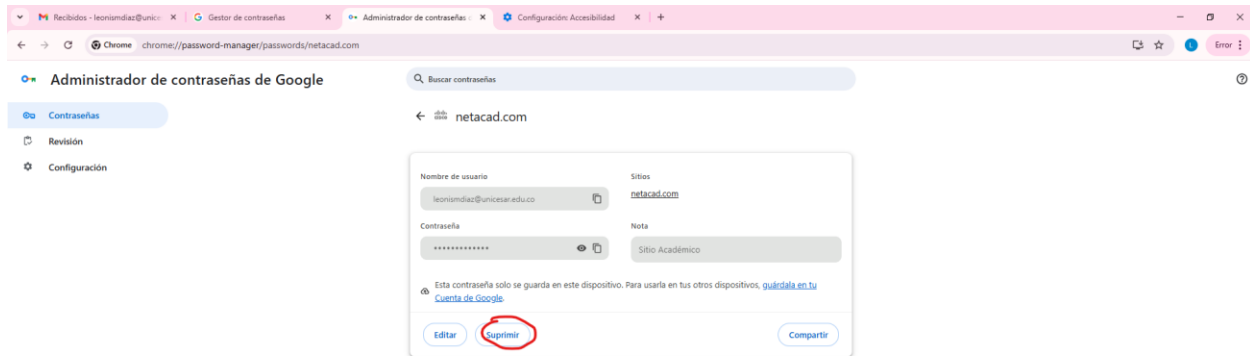 Recibidos - leonismdiaz@unice
Gestor de contraseñas
Administrador de contraseñas
Configuración: Accesibilidad
Chrome chrome://password-manager/passwords/netacad.com
Error
Administrador de contraseñas de Google
Buscar contraseñas
Contraseñas
Revisión
Configuración
netacad.com
Nombre de usuario
Sitios
leonismdiaz@unicesar.edu.co
netacad.com
Contraseña
Nota
•••••••••••••
Sitio Académico
Esta contraseña solo se guarda en este dispositivo. Para usarla en tus otros dispositivos, guárdala en tu
Cuenta de Google.
Editar
Suprimir
Compartir